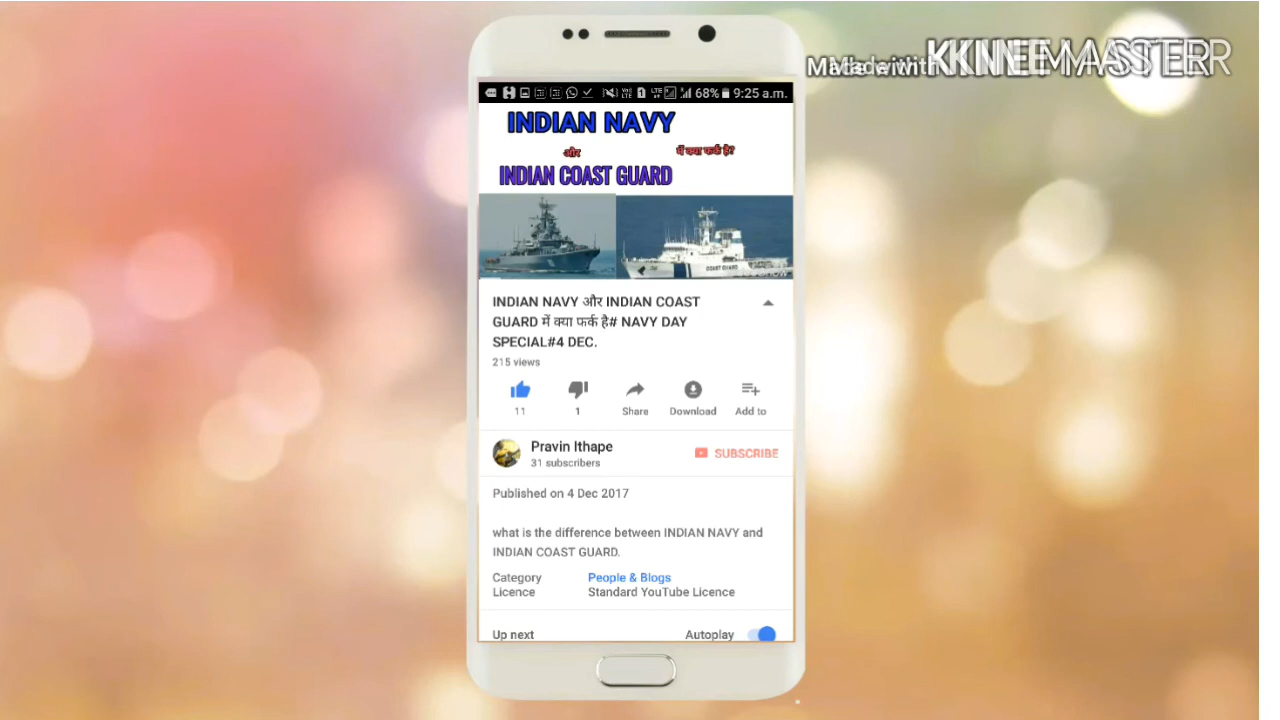 Made with KINEMASTER
68% 9:25 a.m.
INDIAN NAVY
और में क्या फर्क है?
INDIAN COAST GUARD
COAST GUARD
INDIAN NAVY और INDIAN COAST
GUARD में क्या फर्क है# NAVY DAY
SPECIAL#4 DEC.
215 views
11 1 Share Download Add to
Pravin Ithape
31 subscribers
SUBSCRIBE
Published on 4 Dec 2017
what is the difference between INDIAN NAVY and
INDIAN COAST GUARD.
Category People & Blogs
Licence Standard YouTube Licence
Up next Autoplay